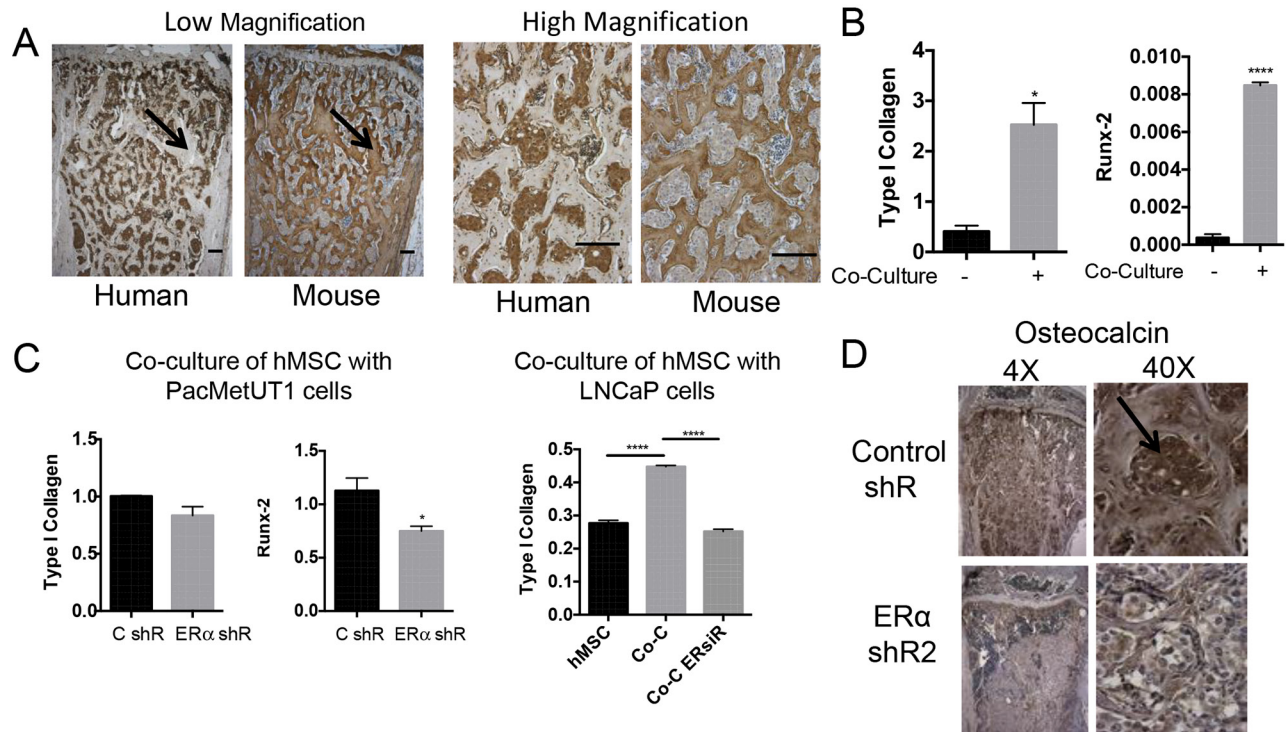 A
Low Magnification
High Magnification
Human
Mouse
Human
Mouse
B
Type I Collagen
4
3
2
1
0
*
Co-Culture - +
Runx-2
0.010
0.008
0.006
0.004
0.002
0.000
****
Co-Culture - +
C
Co-culture of hMSC with
PacMetUT1 cells
Type I Collagen
1.5
1.0
0.5
0.0
C shR ERα shR
Runx-2
1.5
1.0
0.5
0.0
*
C shR ERα shR
Co-culture of hMSC with
LNCaP cells
Type I Collagen
0.5
0.4
0.3
0.2
0.1
0.0
**** ****
hMSC
Co-C
Co-C ERsiR
D
Osteocalcin
4X 40X
Control
shR
ERα
shR2